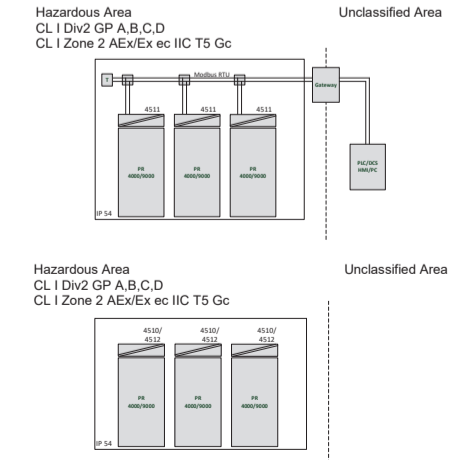 Hazardous Area
Unclassified Area
CL I Div2 GP A,B,C,D
CL I Zone 2 AEx/Ex ec IIC T5 Gc
T
Modbus RTU
Gateway
4511
4511
4511
PR
4000/9000
PR
4000/9000
PR
4000/9000
PLC/DCS
HMI/PC
IP 54
Hazardous Area
Unclassified Area
CL I Div2 GP A,B,C,D
CL I Zone 2 AEx/Ex ec IIC T5 Gc
4510/
4512
4510/
4512
4510/
4512
PR
4000/9000
PR
4000/9000
PR
4000/9000
IP 54